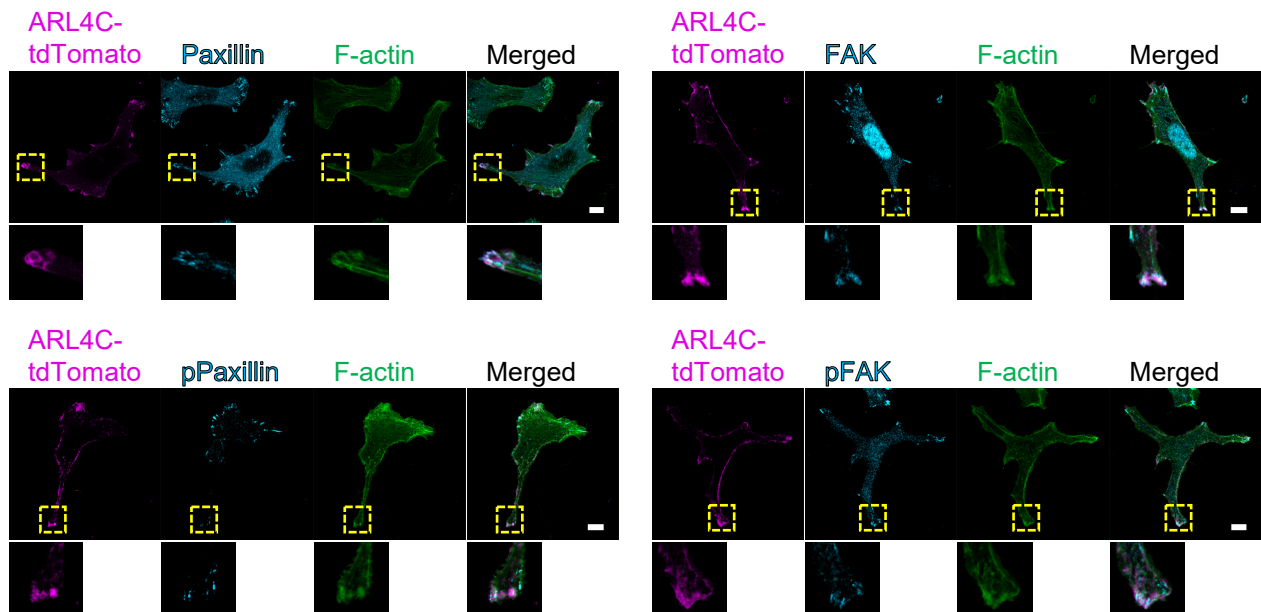 ARL4C-
tdTomato Paxillin F-actin Merged
ARL4C-
tdTomato FAK F-actin Merged
ARL4C-
tdTomato pPaxillin F-actin Merged
ARL4C-
tdTomato pFAK F-actin Merged